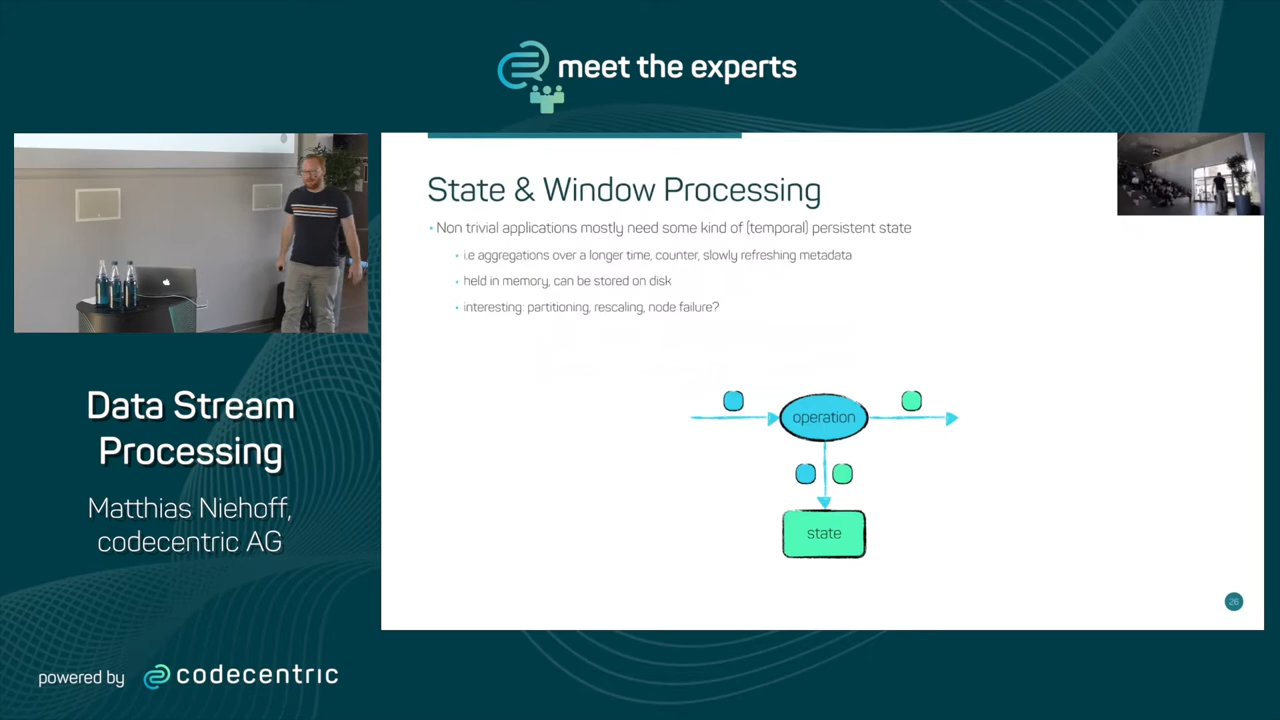 meet the experts
State & Window Processing
• Non trivial applications mostly need some kind of (temporal) persistent state
• i.e aggregations over a longer time, counter, slowly refreshing metadata
• held in memory, can be stored on disk
• interesting: partitioning, rescaling, node failure?
operation
state
26
Data Stream
Processing
Matthias Niehoff,
codecentric AG
powered by codecentric